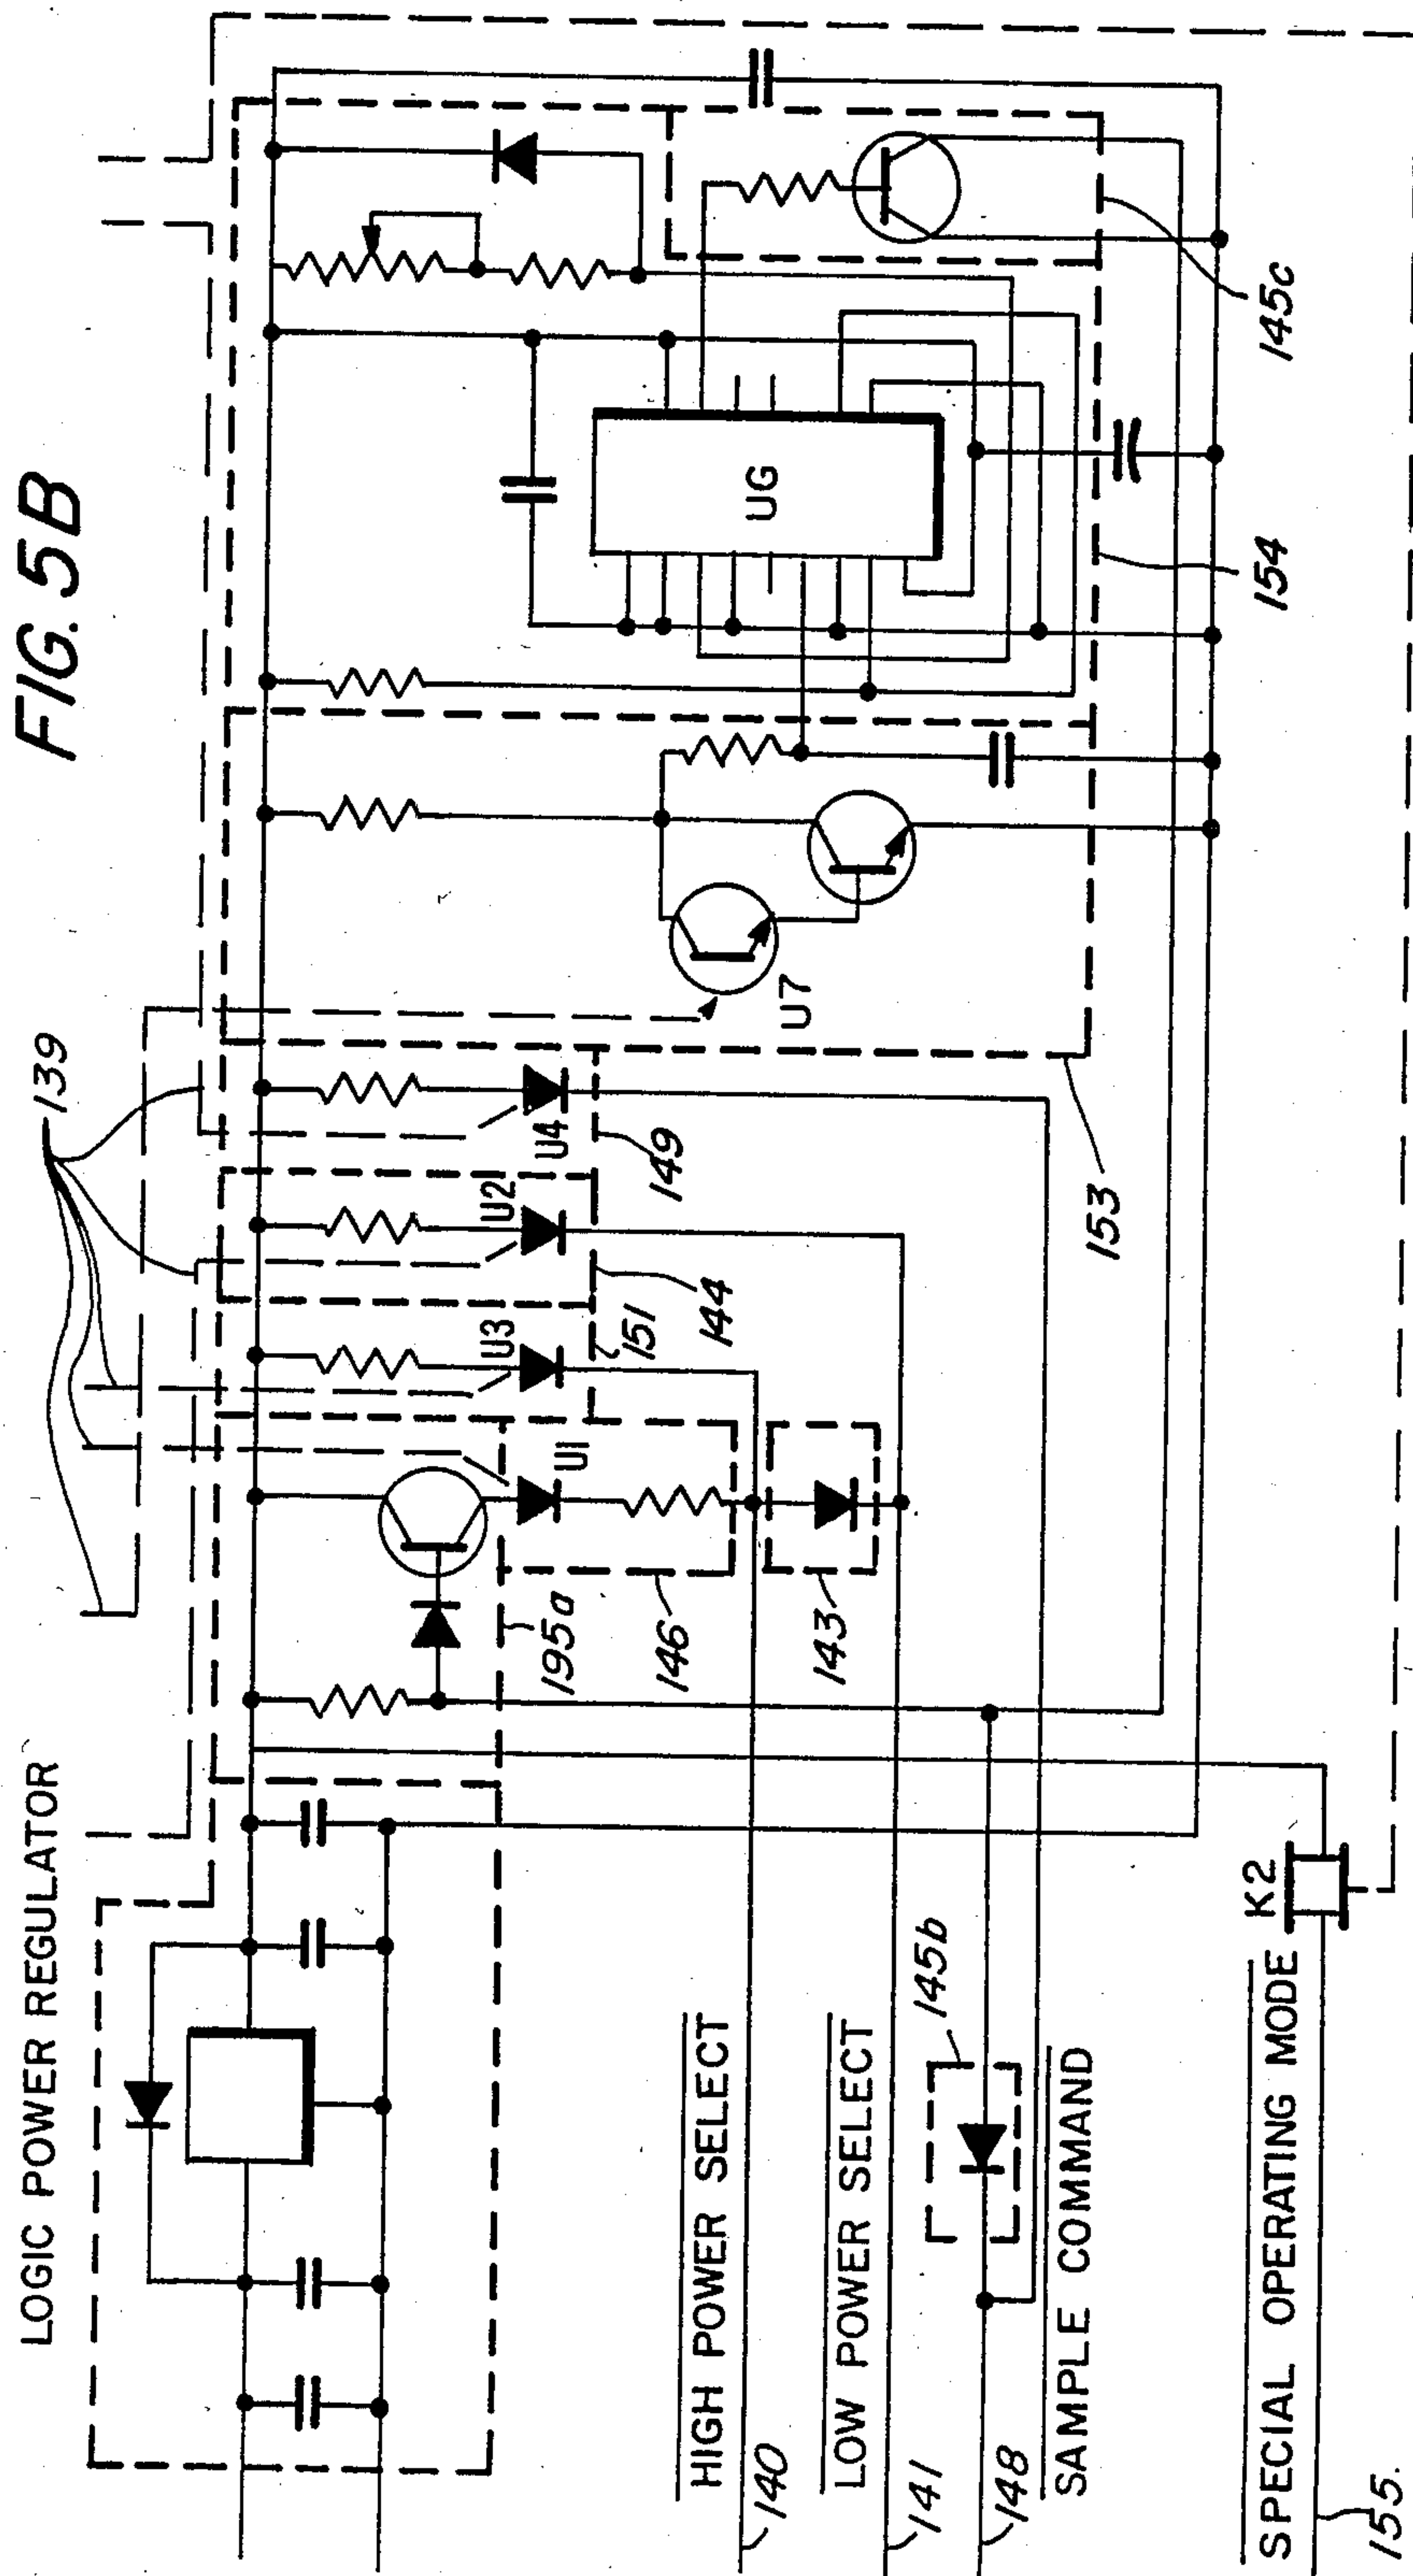 FIG. 5B
LOGIC POWER REGULATOR
139
U1
U3
U2
U4
U7
UG
195a
146
143
151
144
149
153
154
145c
HIGH POWER SELECT
140
LOW POWER SELECT
141
145b
148
SAMPLE COMMAND
K2
SPECIAL OPERATING MODE
155.